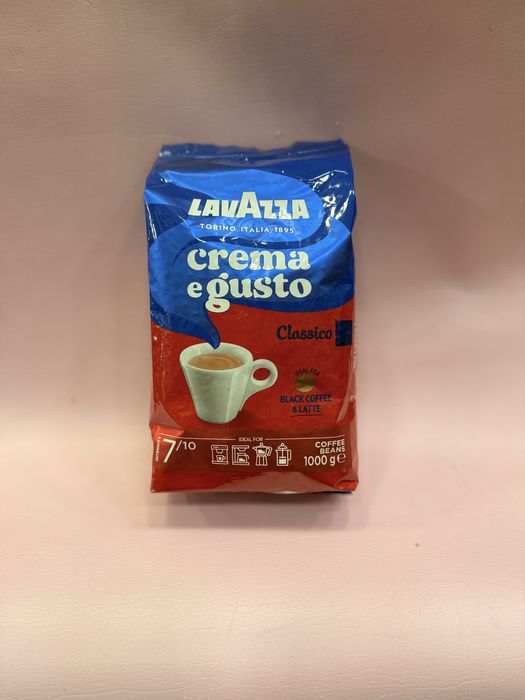 LAVAZZA
TORINO, ITALIA, 1895
crema
e gusto
Classico
IDEAL FOR
BLACK COFFEE
& LATTE
INTENSITY
7/10
IDEAL FOR
COFFEE
BEANS
1000 g e